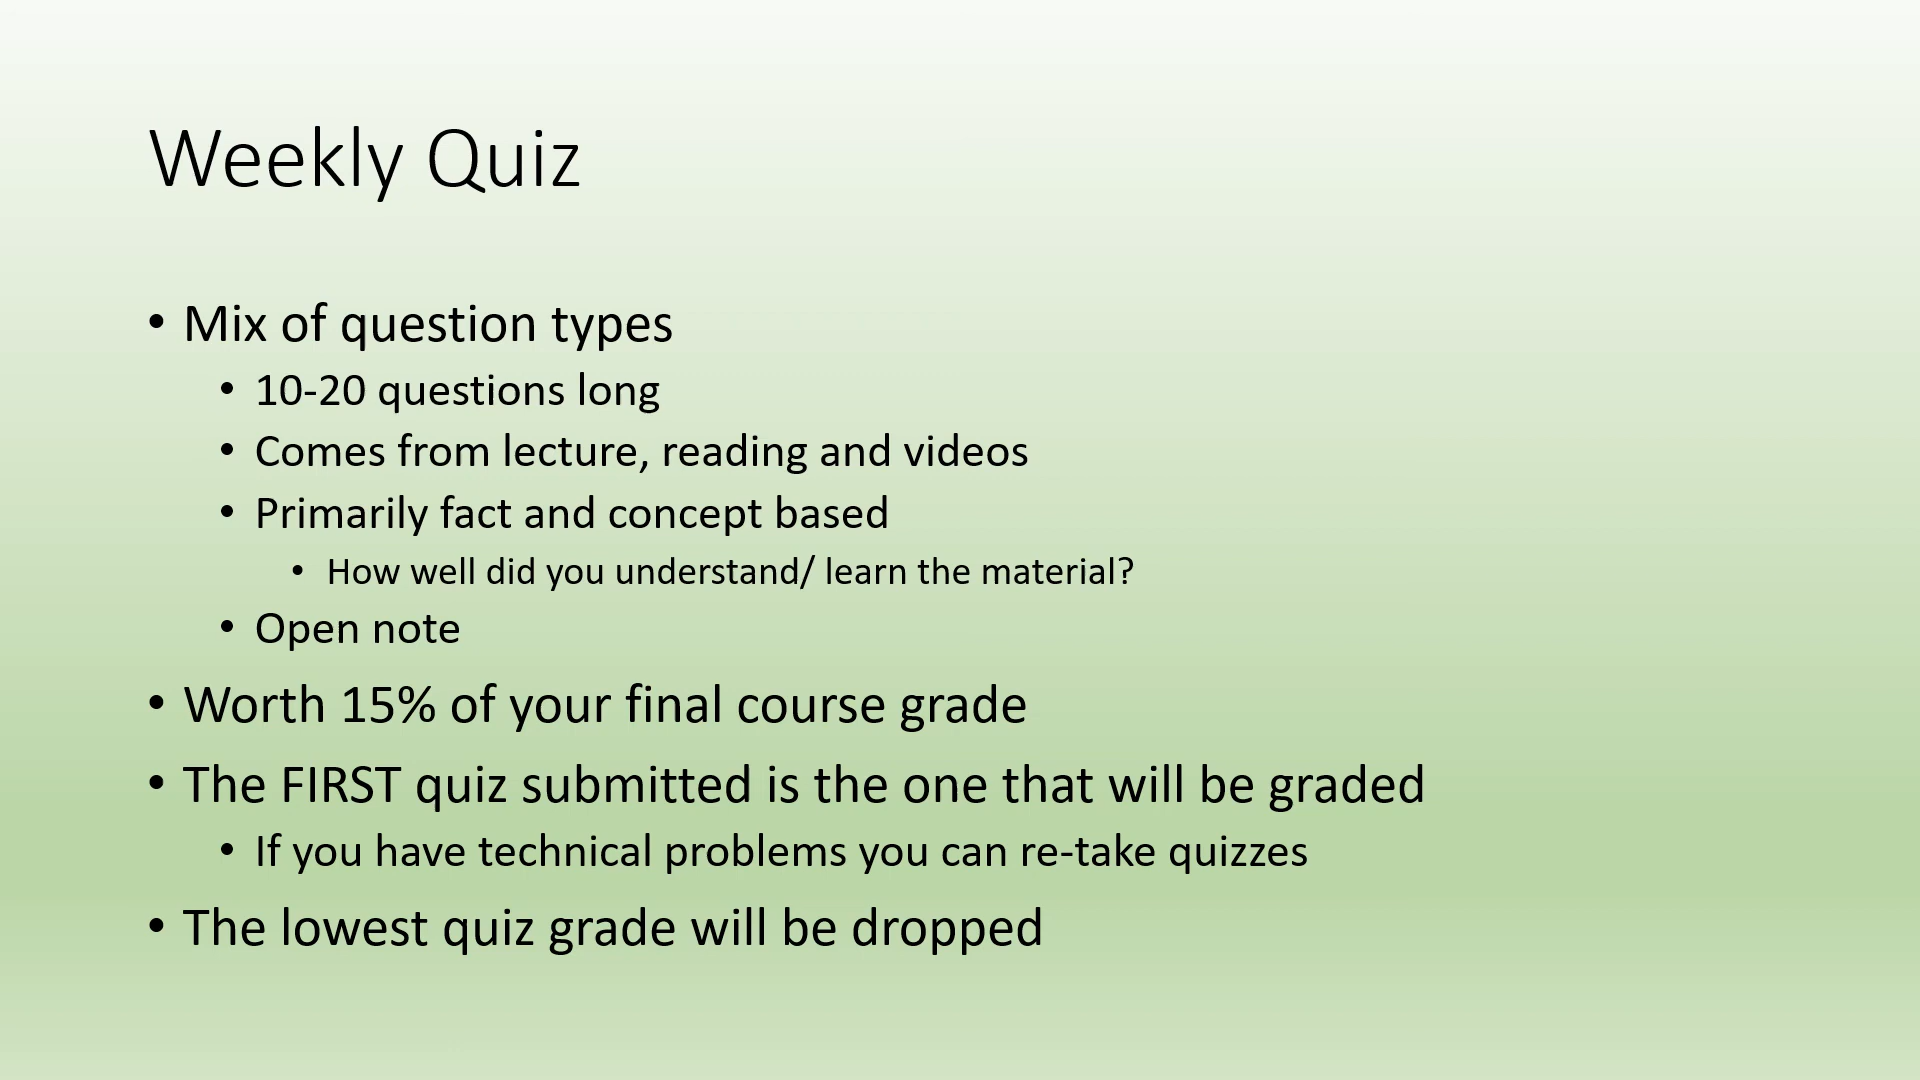 Weekly Quiz
• Mix of question types
• 10-20 questions long
• Comes from lecture, reading and videos
• Primarily fact and concept based
• How well did you understand/ learn the material?
• Open note
• Worth 15% of your final course grade
• The FIRST quiz submitted is the one that will be graded
• If you have technical problems you can re-take quizzes
• The lowest quiz grade will be dropped